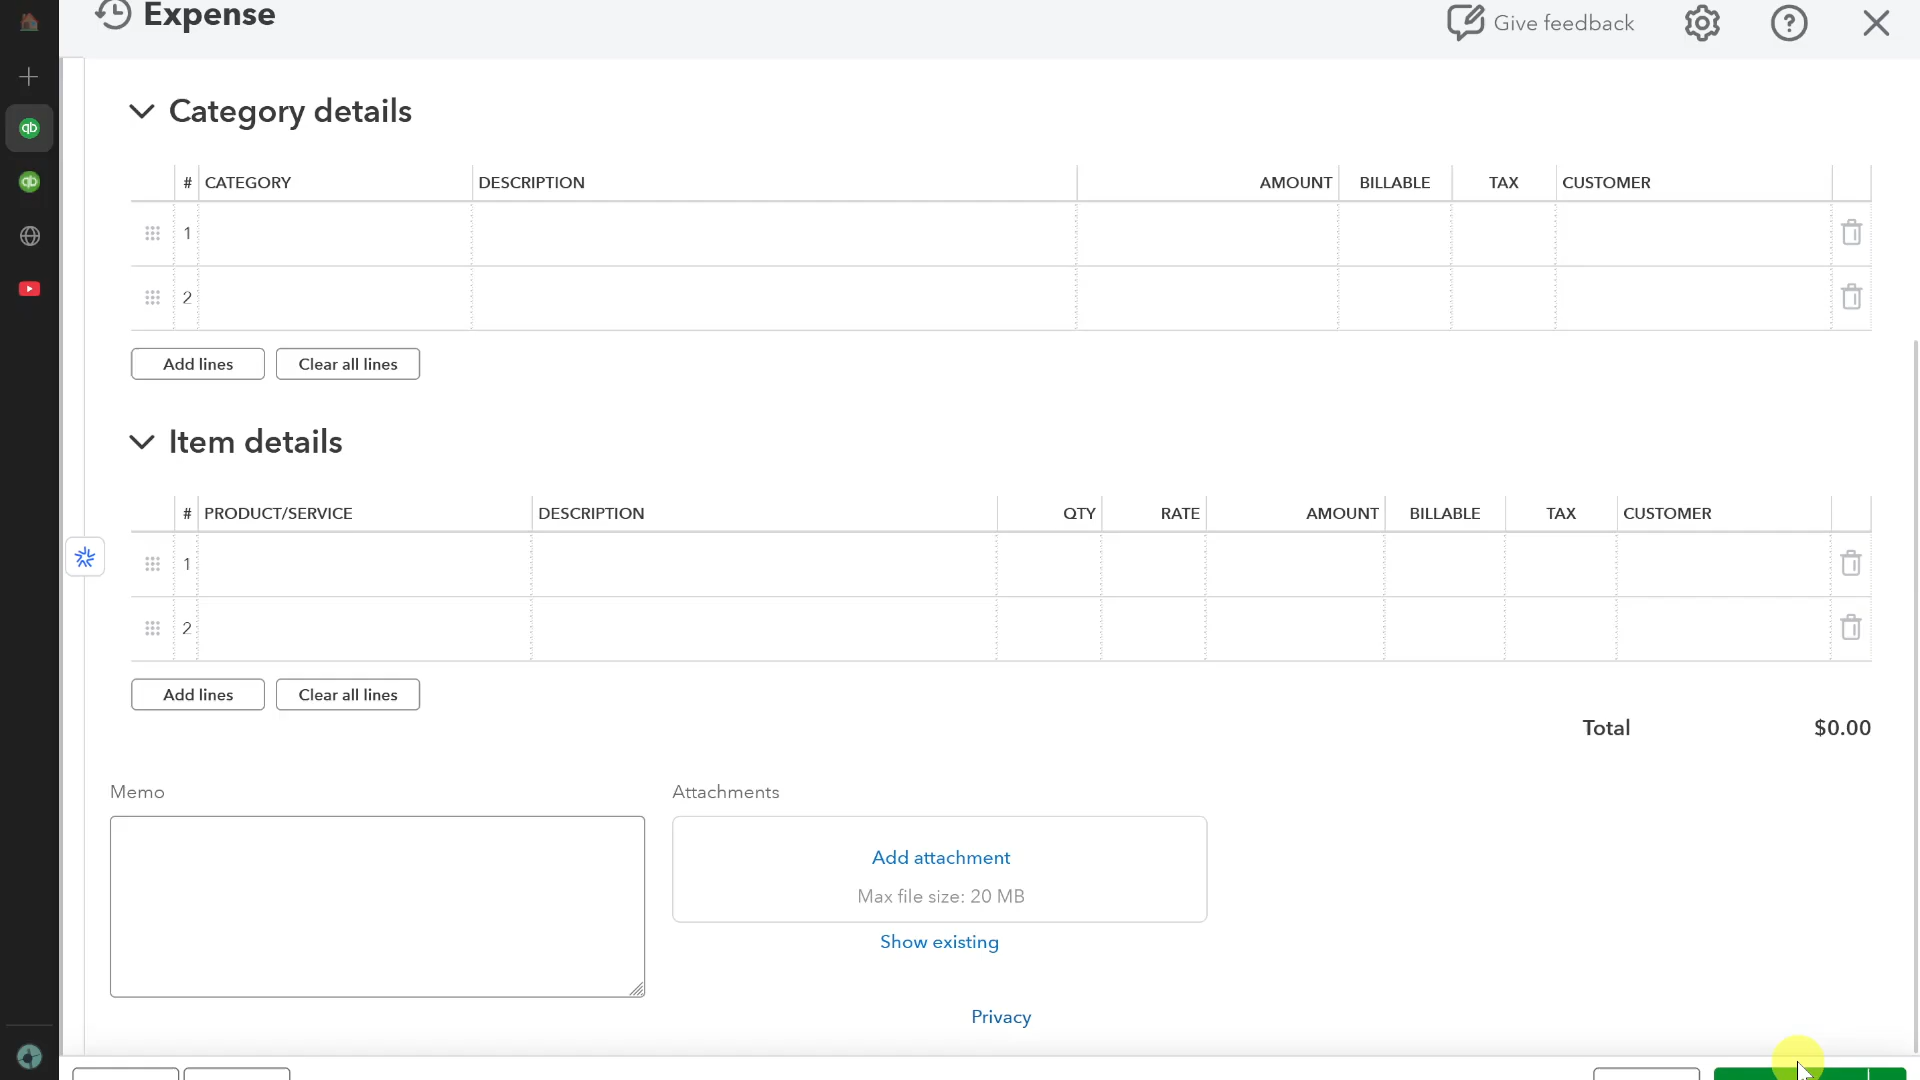 Expense
Give feedback
Category details
# CATEGORY DESCRIPTION AMOUNT BILLABLE TAX CUSTOMER
1
2
Add lines Clear all lines
Item details
# PRODUCT/SERVICE DESCRIPTION QTY RATE AMOUNT BILLABLE TAX CUSTOMER
1
2
Add lines Clear all lines
Total $0.00
Memo Attachments
Add attachment
Max file size: 20 MB
Show existing
Privacy
qb
qb